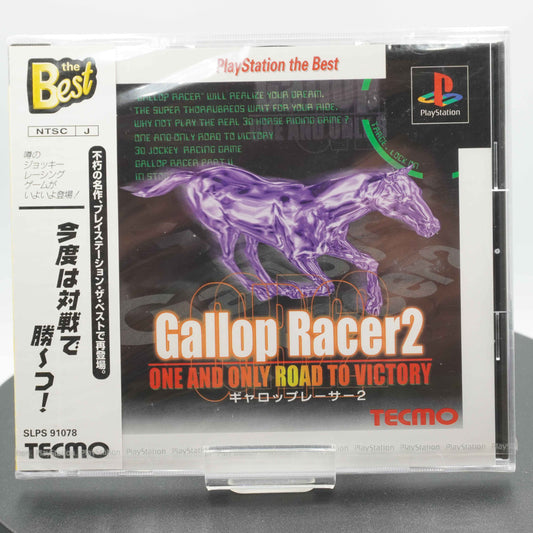 the
Best
NTSC J
噂の
ジョッキー
レーシング
ゲームが
いよいよ登場!
不朽の名作、プレイステーション・ザ・ベストで再登場。
今度は対戦で
勝〜つ!
SLPS 91078
TECMO
PlayStation the Best
PlayStation
"GALLOP RACER" WILL REALIZE YOUR DREAM.
THE SUPER THOROUGHBREDS WAIT FOR YOUR RIDE.
WHY NOT PLAY THE REAL 3D HORSE RIDING GAME?
ONE AND ONLY ROAD TO VICTORY
3D JOCKEY RACING GAME
GALLOP RACER PART II
IN STO
Gallop Racer2
ONE AND ONLY ROAD TO VICTORY
ギャロップレーサー2
TECMO
PlayStation
PlayStation
PlayStation
PlayStation